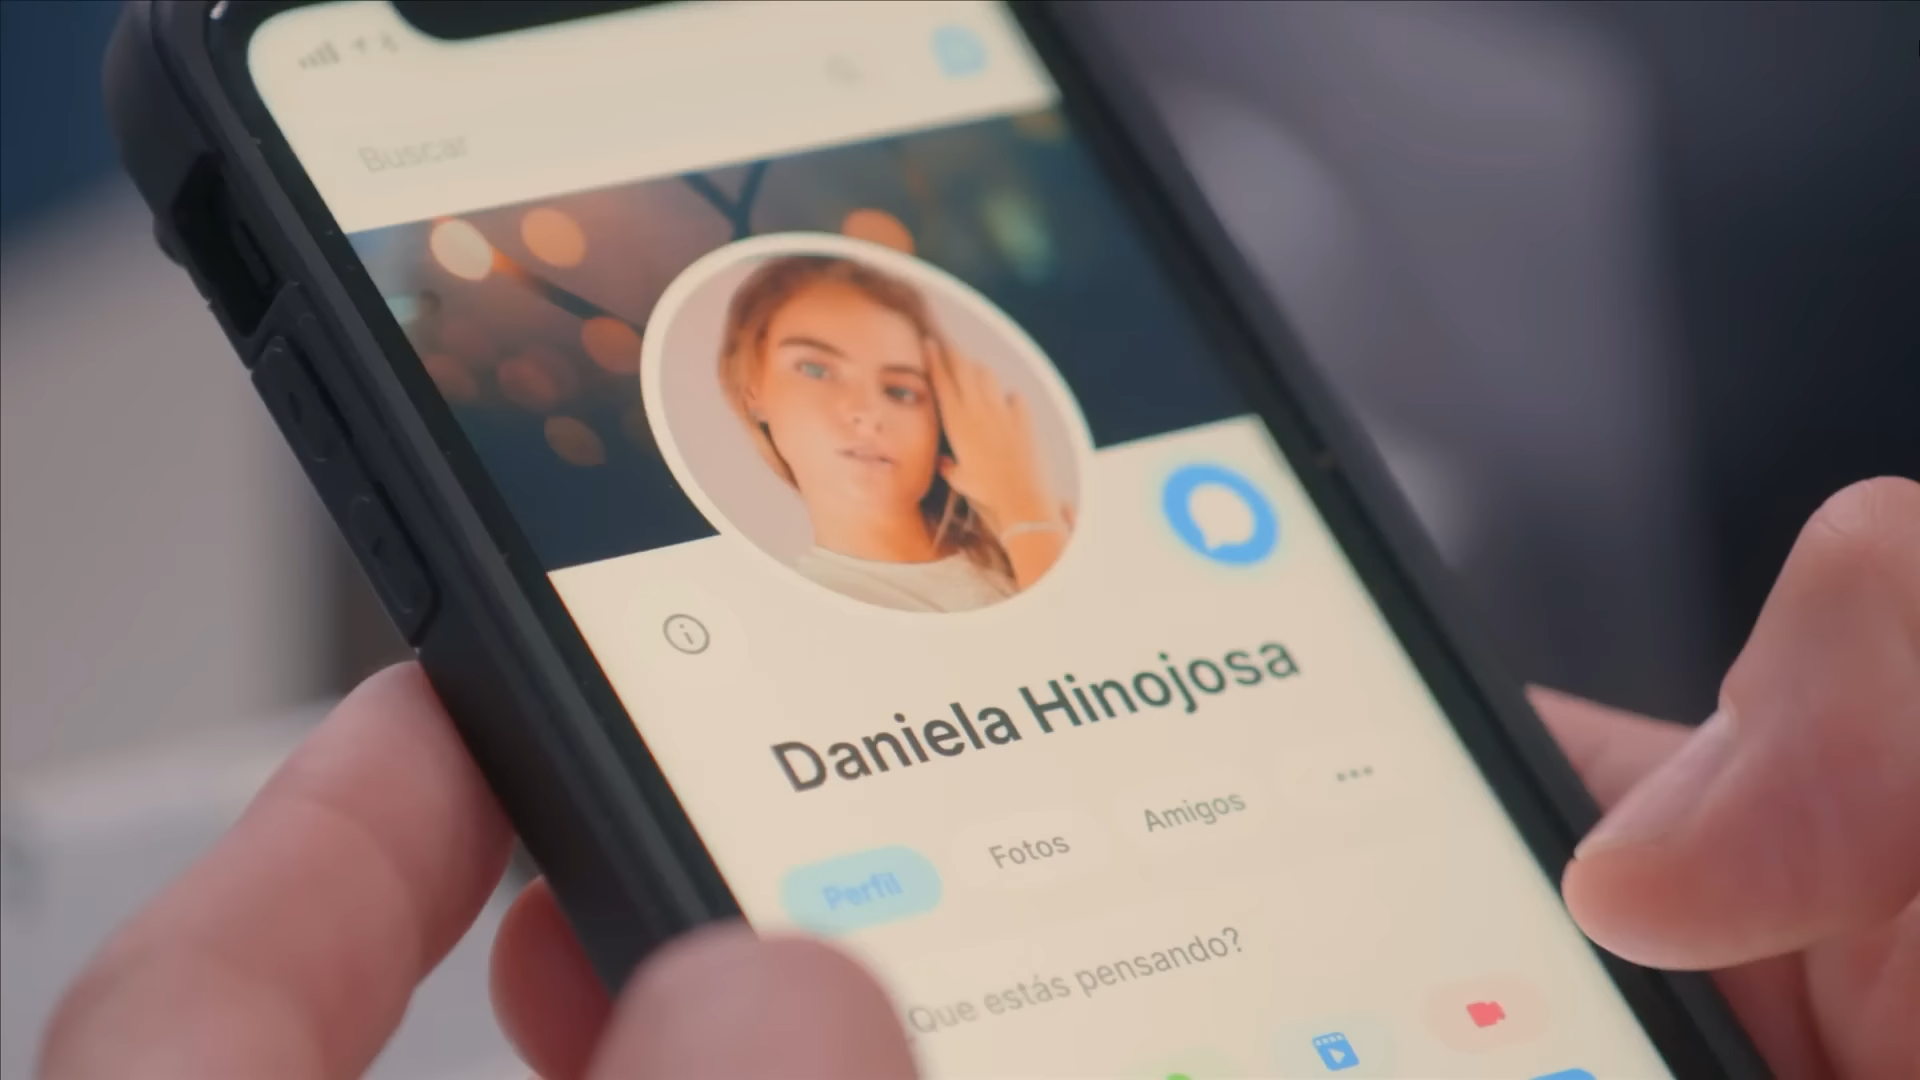 Buscar
Daniela Hinojosa
Perfil Fotos Amigos ...
¿Que estás pensando?